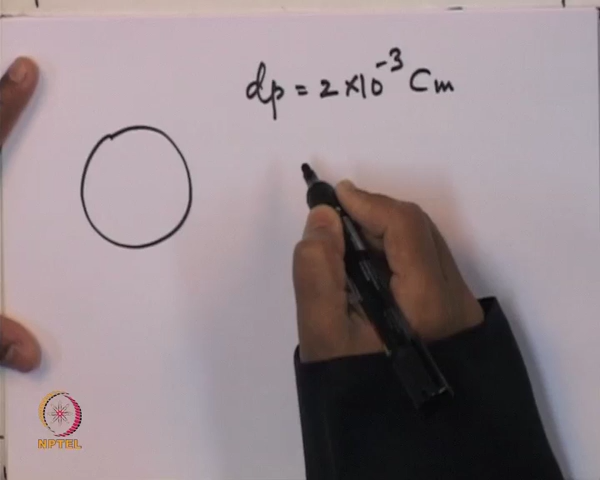 dp = 2 × 10⁻³ Cm
NPTEL